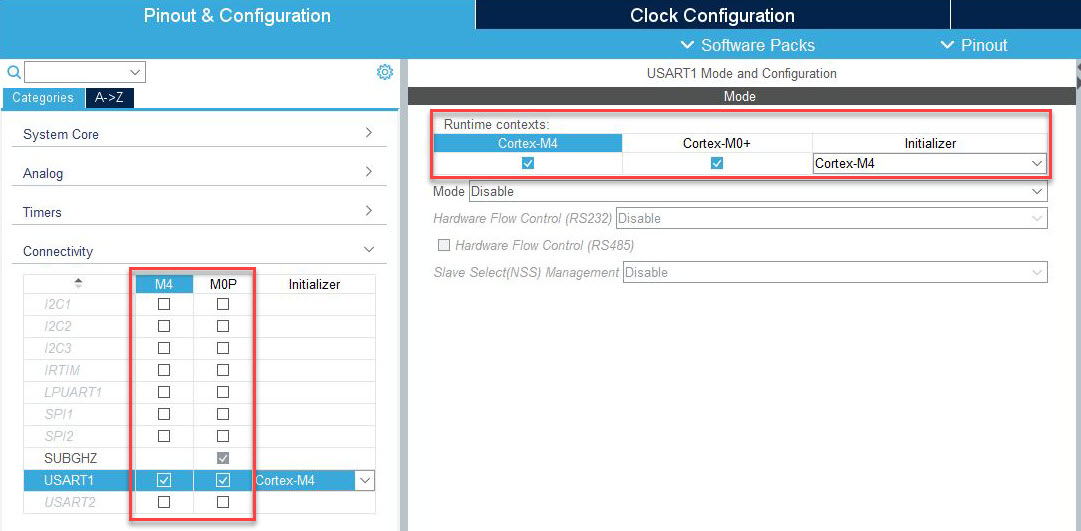 Pinout & Configuration
Clock Configuration
Software Packs
Pinout
Categories
A->Z
System Core
Analog
Timers
Connectivity
M4 M0P Initializer
I2C1
I2C2
I2C3
IRTIM
LPUART1
SPI1
SPI2
SUBGHZ
USART1 Cortex-M4
USART2
USART1 Mode and Configuration
Mode
Runtime contexts:
Cortex-M4 Cortex-M0+ Initializer
Cortex-M4
Mode Disable
Hardware Flow Control (RS232) Disable
Hardware Flow Control (RS485)
Slave Select(NSS) Management Disable